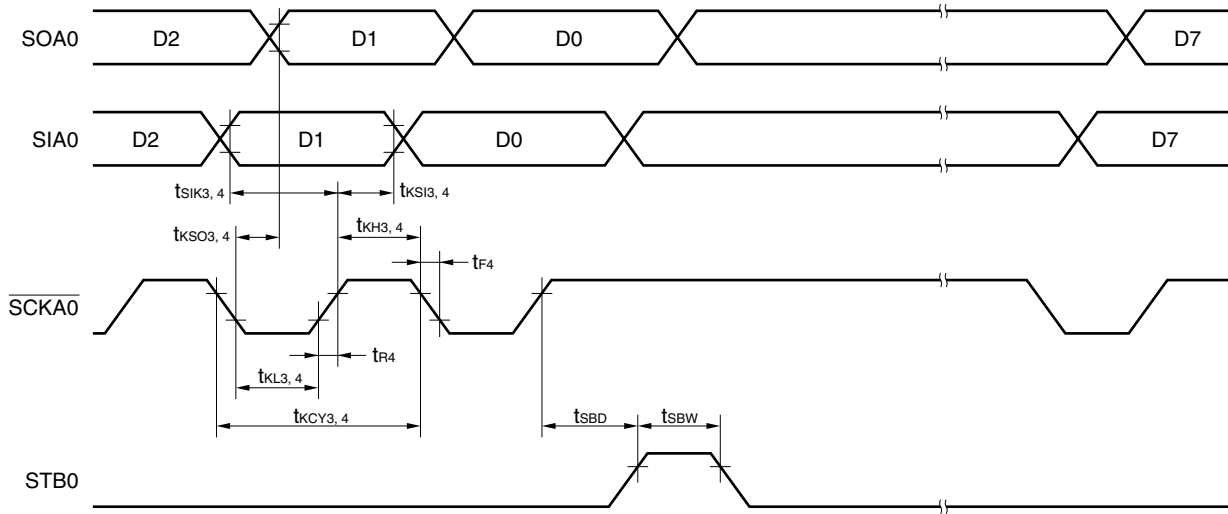 SOA0 D2 D1 D0 D7
SIA0 D2 D1 D0 D7
tSIK3, 4 tKSI3, 4
tKSO3, 4 tKH3, 4
tF4
SCKA0
tR4
tKL3, 4
tKCY3, 4 tSBD tSBW
STB0